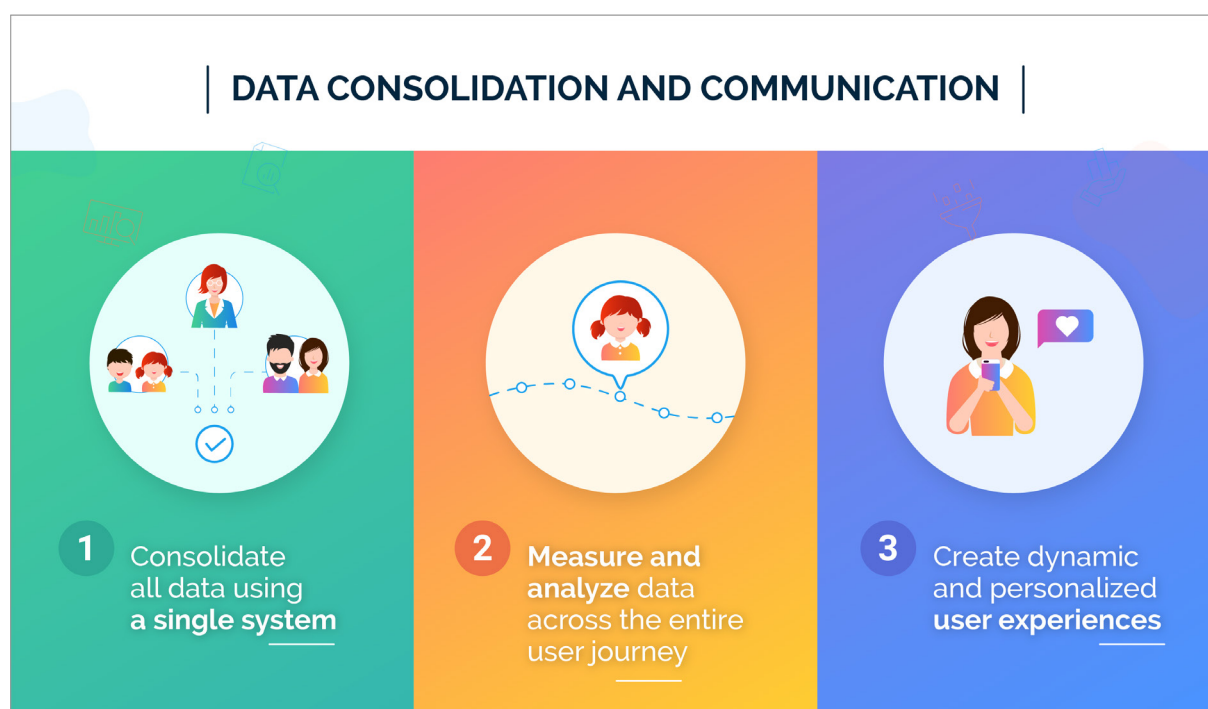 DATA CONSOLIDATION AND COMMUNICATION
1
Consolidate
all data using
a single system
2
Measure and
analyze data
across the entire
user journey
3
Create dynamic
and personalized
user experiences